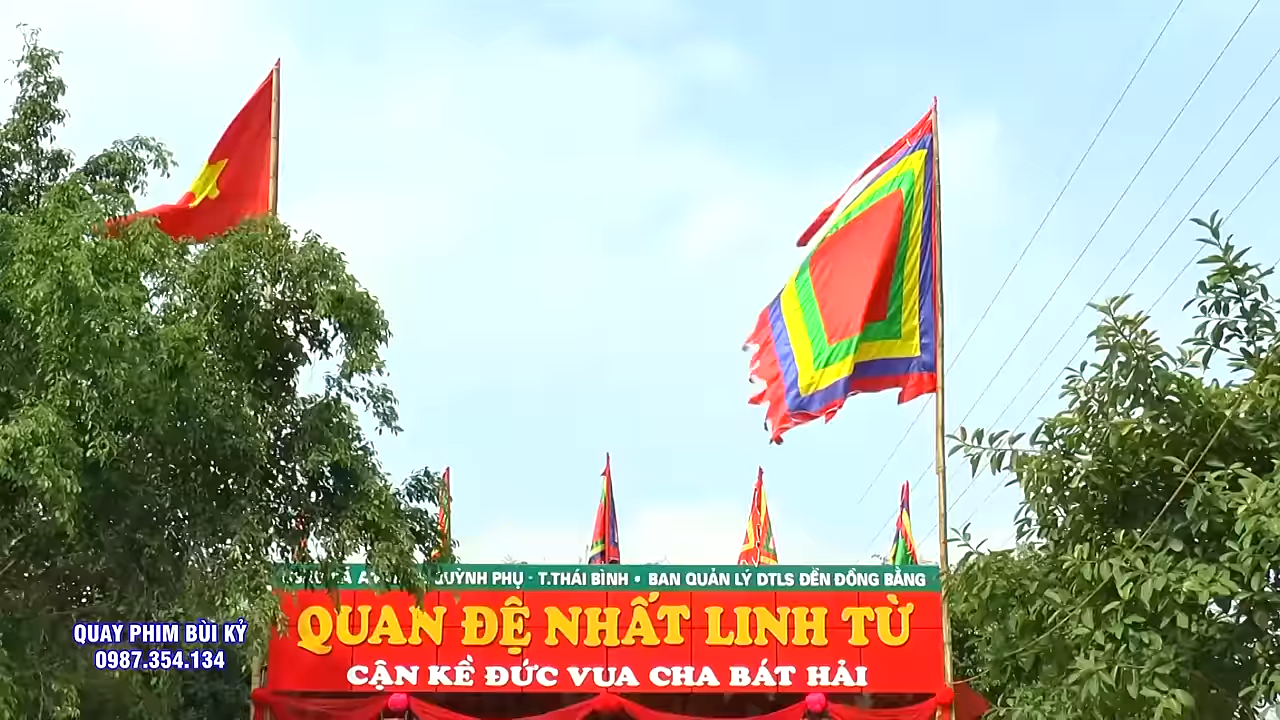 QUỲNH PHỤ - T.THÁI BÌNH • BAN QUẢN LÝ DTLS ĐỀN ĐỒNG BẰNG
QUAN ĐỆ NHẤT LINH TỪ
CẬN KỀ ĐỨC VUA CHA BÁT HẢI
QUAY PHIM BÙI KỶ
0987.354.134